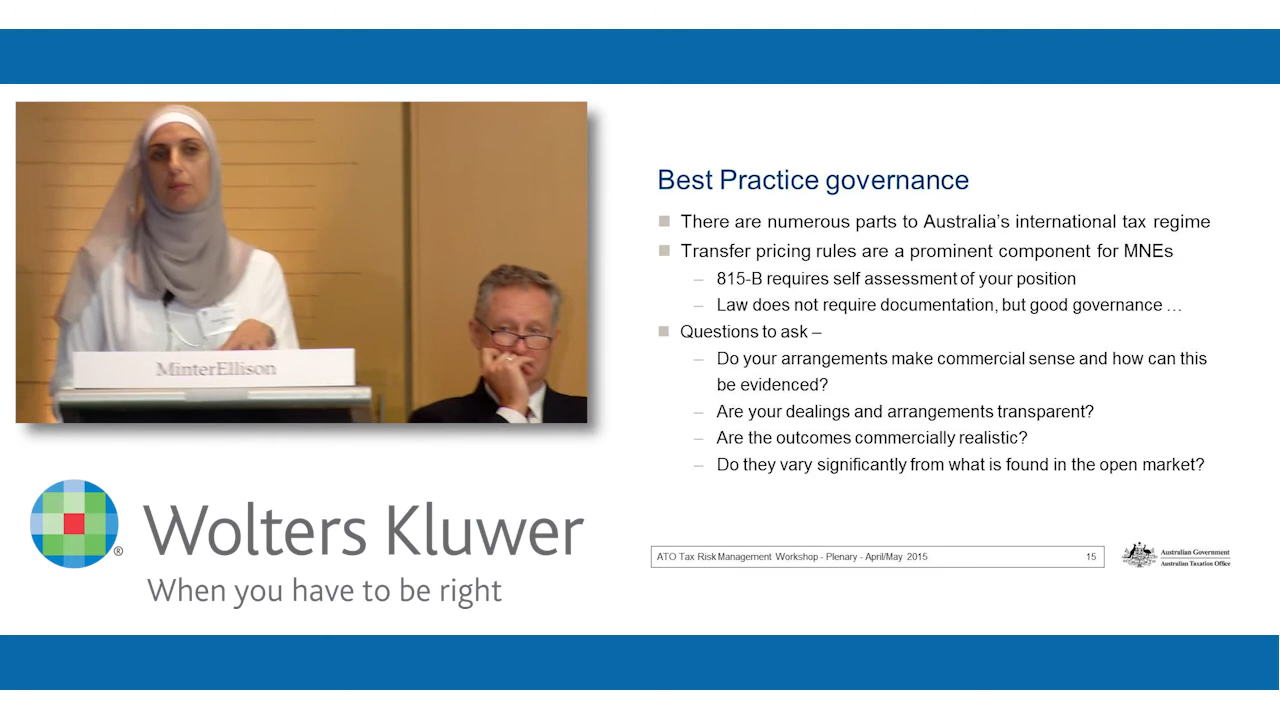 MinterEllison
Wolters Kluwer
®
When you have to be right
Best Practice governance
There are numerous parts to Australia's international tax regime
Transfer pricing rules are a prominent component for MNEs
– 815-B requires self assessment of your position
– Law does not require documentation, but good governance …
Questions to ask –
– Do your arrangements make commercial sense and how can this
be evidenced?
– Are your dealings and arrangements transparent?
– Are the outcomes commercially realistic?
– Do they vary significantly from what is found in the open market?
ATO Tax Risk Management Workshop - Plenary - April/May 2015 15
Australian Government
Australian Taxation Office